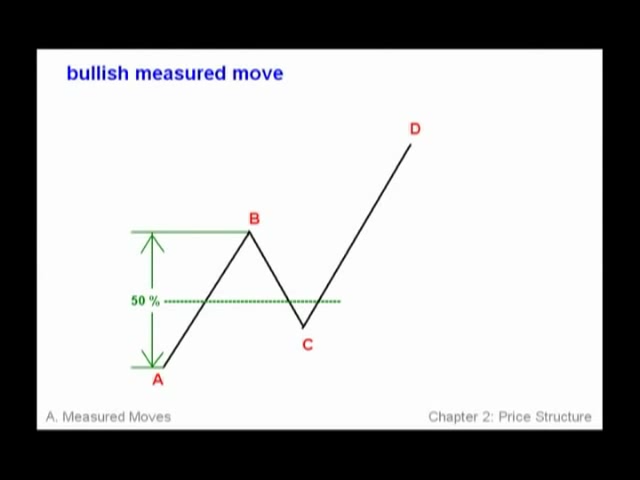 bullish measured move
D
B
50 %
C
A
A. Measured Moves
Chapter 2: Price Structure